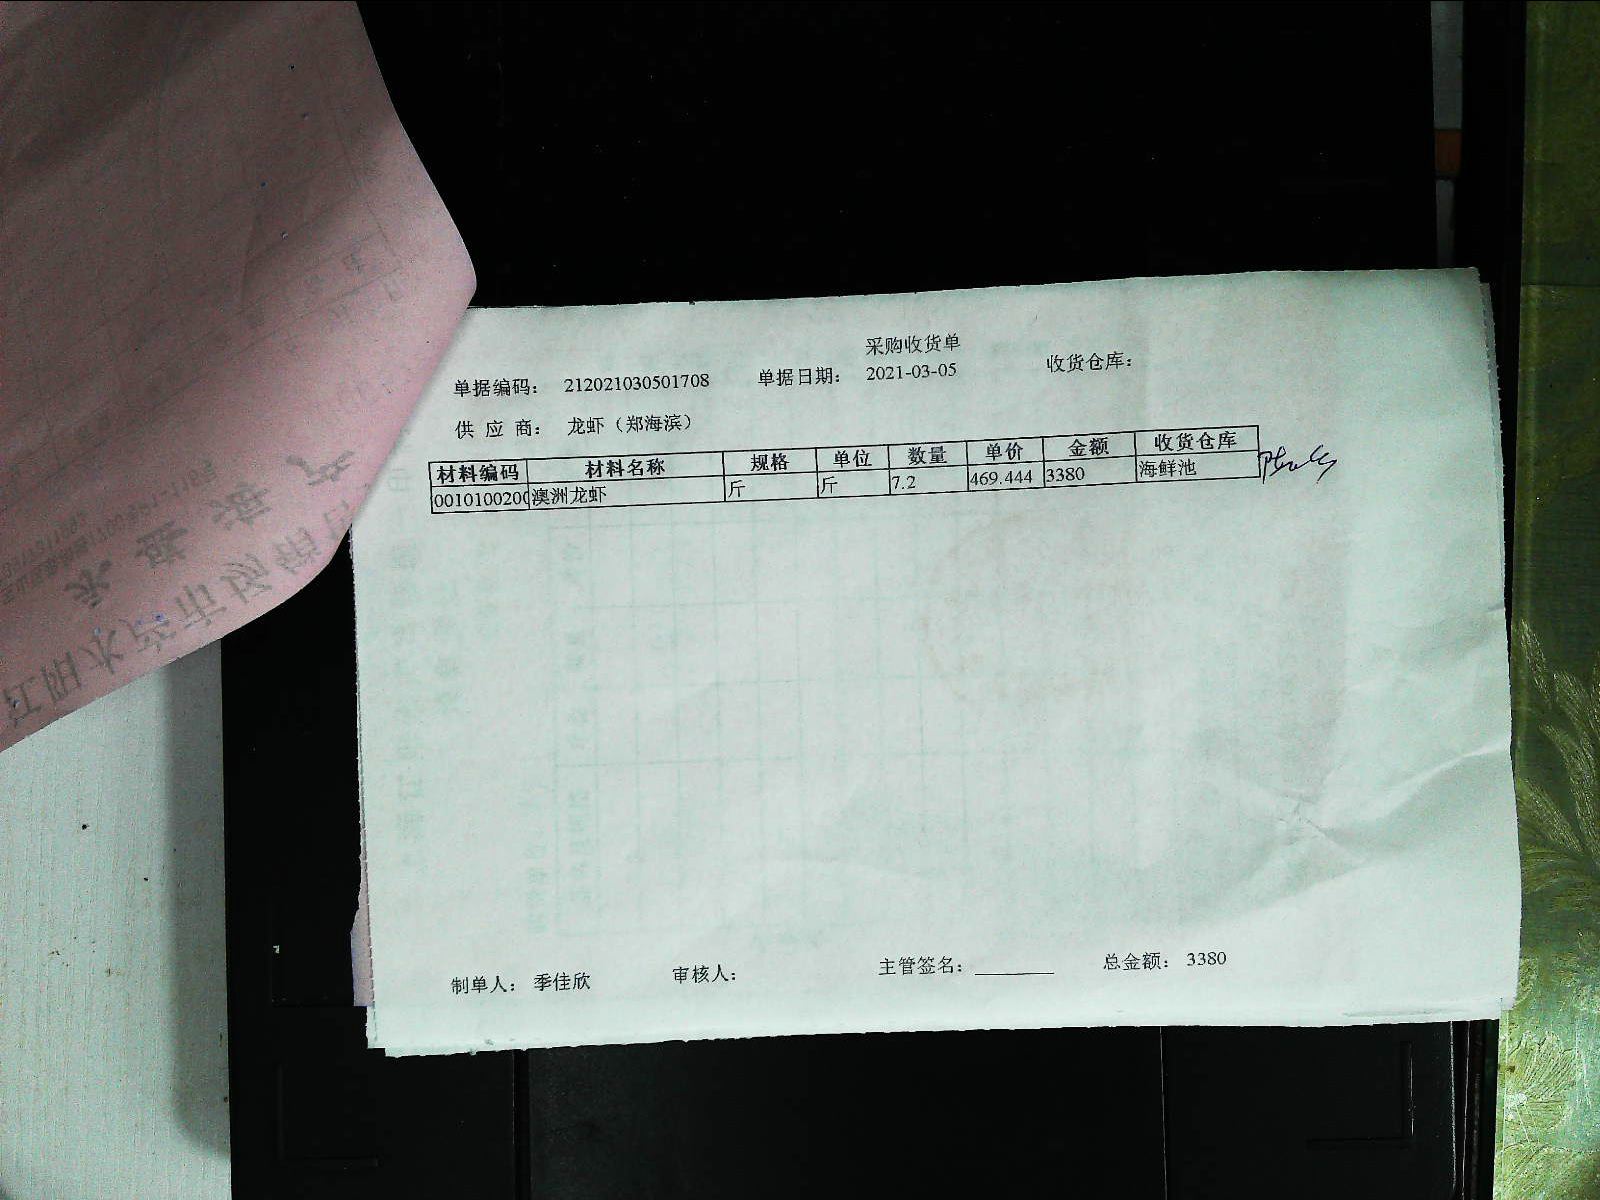 采购收货单
单据编码： 212021030501708 单据日期： 2021-03-05 收货仓库：
供 应 商： 龙虾（郑海滨）
材料编码 材料名称 规格 单位 数量 单价 金额 收货仓库
0010100200 澳洲龙虾 斤 斤 7.2 469.444 3380 海鲜池
制单人： 季佳欣 审核人： 主管签名：________ 总金额： 3380